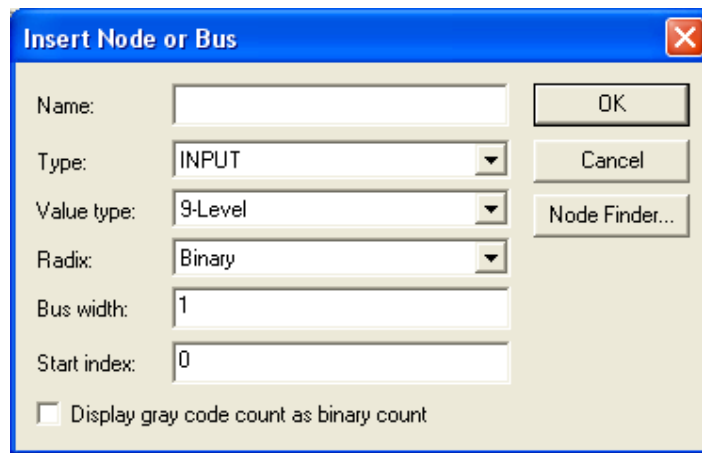 Insert Node or Bus
Name:
OK
Type: INPUT
Cancel
Value type: 9-Level
Node Finder...
Radix: Binary
Bus width: 1
Start index: 0
Display gray code count as binary count